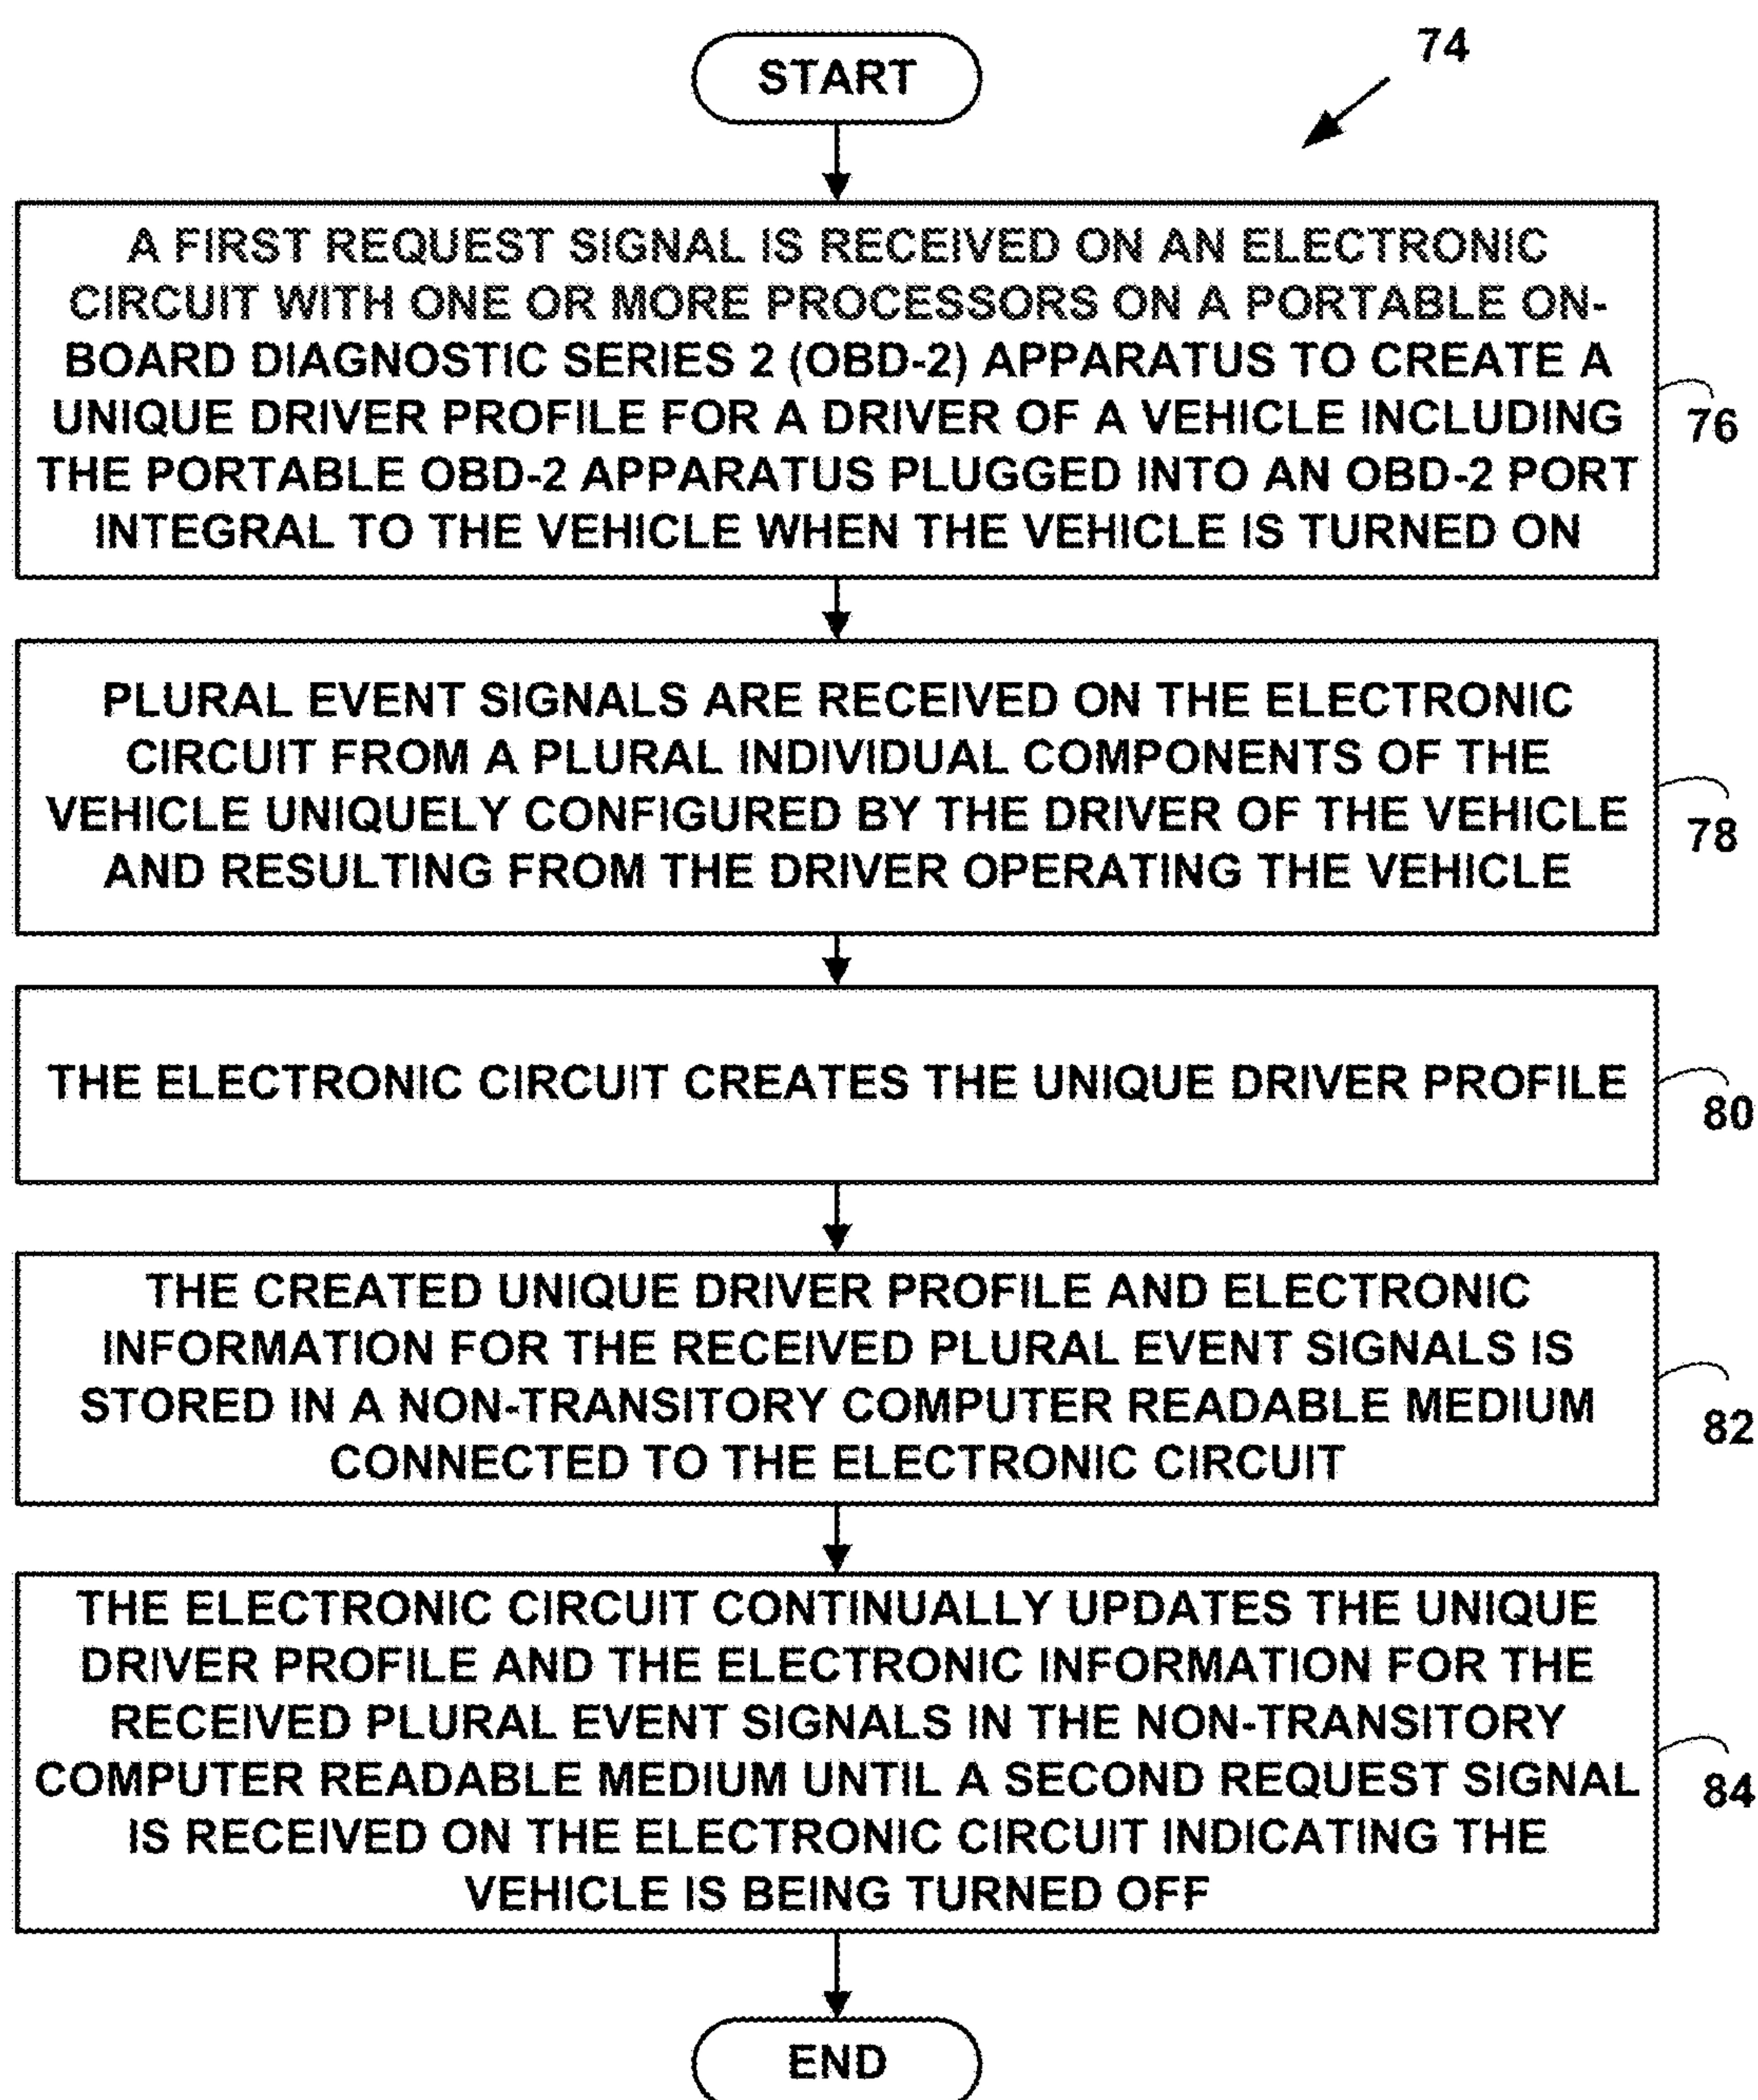 START
74
A FIRST REQUEST SIGNAL IS RECEIVED ON AN ELECTRONIC
CIRCUIT WITH ONE OR MORE PROCESSORS ON A PORTABLE ON-
BOARD DIAGNOSTIC SERIES 2 (OBD-2) APPARATUS TO CREATE A
UNIQUE DRIVER PROFILE FOR A DRIVER OF A VEHICLE INCLUDING
THE PORTABLE OBD-2 APPARATUS PLUGGED INTO AN OBD-2 PORT
INTEGRAL TO THE VEHICLE WHEN THE VEHICLE IS TURNED ON
76
PLURAL EVENT SIGNALS ARE RECEIVED ON THE ELECTRONIC
CIRCUIT FROM A PLURAL INDIVIDUAL COMPONENTS OF THE
VEHICLE UNIQUELY CONFIGURED BY THE DRIVER OF THE VEHICLE
AND RESULTING FROM THE DRIVER OPERATING THE VEHICLE
78
THE ELECTRONIC CIRCUIT CREATES THE UNIQUE DRIVER PROFILE
80
THE CREATED UNIQUE DRIVER PROFILE AND ELECTRONIC
INFORMATION FOR THE RECEIVED PLURAL EVENT SIGNALS IS
STORED IN A NON-TRANSITORY COMPUTER READABLE MEDIUM
CONNECTED TO THE ELECTRONIC CIRCUIT
82
THE ELECTRONIC CIRCUIT CONTINUALLY UPDATES THE UNIQUE
DRIVER PROFILE AND THE ELECTRONIC INFORMATION FOR THE
RECEIVED PLURAL EVENT SIGNALS IN THE NON-TRANSITORY
COMPUTER READABLE MEDIUM UNTIL A SECOND REQUEST SIGNAL
IS RECEIVED ON THE ELECTRONIC CIRCUIT INDICATING THE
VEHICLE IS BEING TURNED OFF
84
END